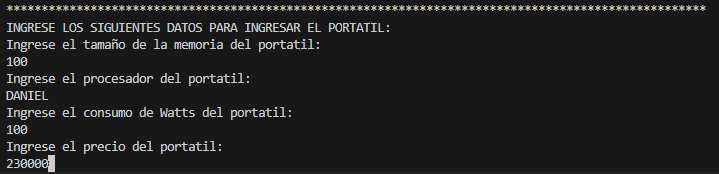 ****************************************************************************************************
INGRESE LOS SIGUIENTES DATOS PARA INGRESAR EL PORTATIL:
Ingrese el tamaño de la memoria del portatil:
100
Ingrese el procesador del portatil:
DANIEL
Ingrese el consumo de Watts del portatil:
100
Ingrese el precio del portatil:
230000